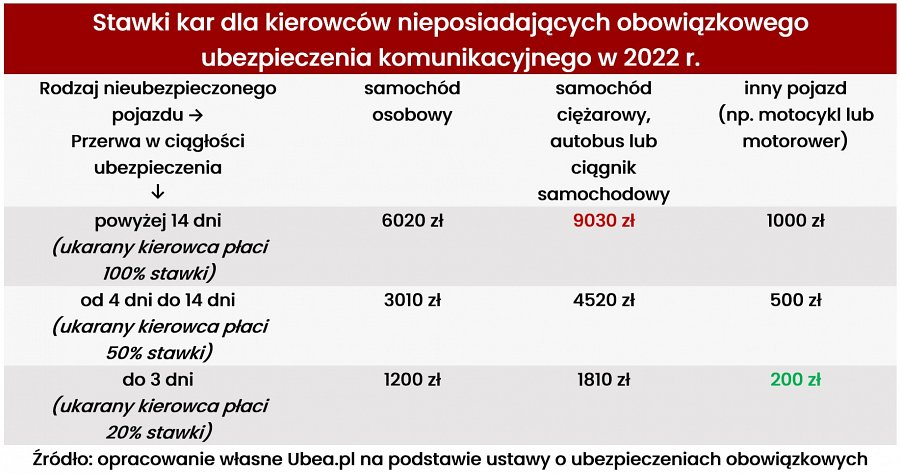 Stawki kar dla kierowców nieposiadających obowiązkowego
ubezpieczenia komunikacyjnego w 2022 r.
Rodzaj nieubezpieczonego
pojazdu →
Przerwa w ciągłości
ubezpieczenia
↓
samochód
osobowy
samochód
ciężarowy,
autobus lub
ciągnik
samochodowy
inny pojazd
(np. motocykl lub
motorower)
powyżej 14 dni
(ukarany kierowca płaci
100% stawki)
6020 zł
9030 zł
1000 zł
od 4 dni do 14 dni
(ukarany kierowca płaci
50% stawki)
3010 zł
4520 zł
500 zł
do 3 dni
(ukarany kierowca płaci
20% stawki)
1200 zł
1810 zł
200 zł
Źródło: opracowanie własne Ubea.pl na podstawie ustawy o ubezpieczeniach obowiązkowych